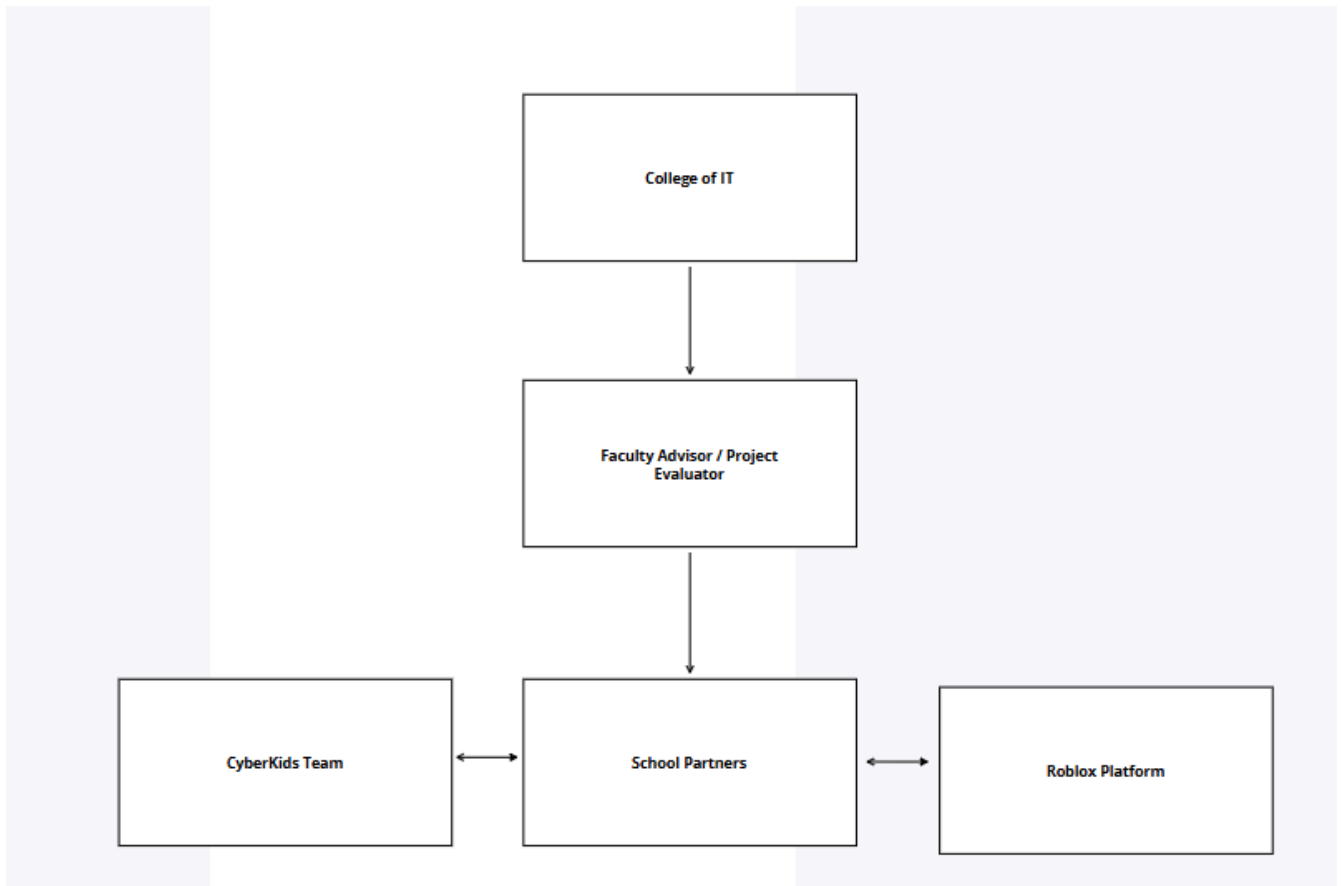 College of IT
Faculty Advisor / Project
Evaluator
CyberKids Team
School Partners
Roblox Platform